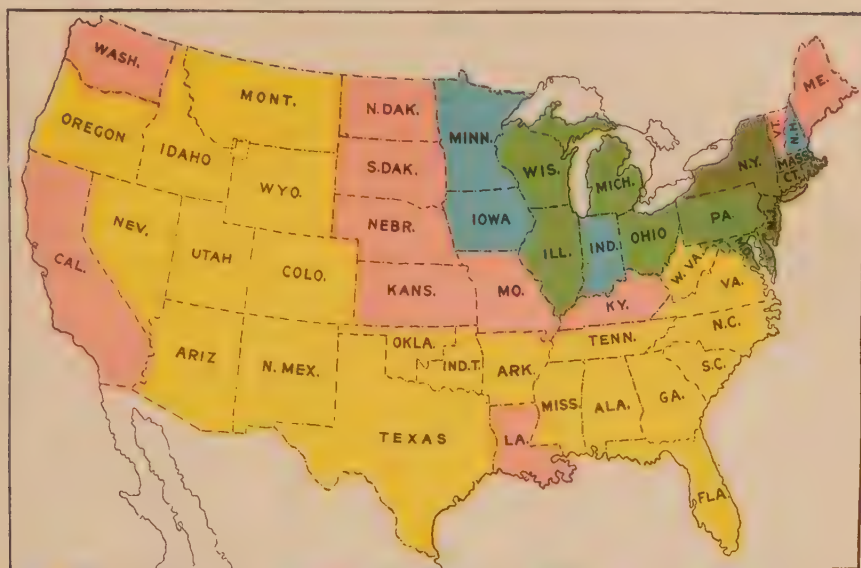 WASH.
MONT.
N.DAK.
MINN.
ME.
OREGON
IDAHO
S.DAK.
WIS.
MICH.
VT.
N.H.
N.Y.
MASS.
CT.
WYO.
NEBR.
IOWA
PA.
NEV.
UTAH
COLO.
ILL.
IND.
OHIO
N.J.
MD.
CAL.
KANS.
MO.
W.VA.
VA.
KY.
ARIZ
N.MEX.
OKLA.
IND.T.
ARK.
TENN.
N.C.
S.C.
TEXAS
LA.
MISS.
ALA.
GA.
FLA.